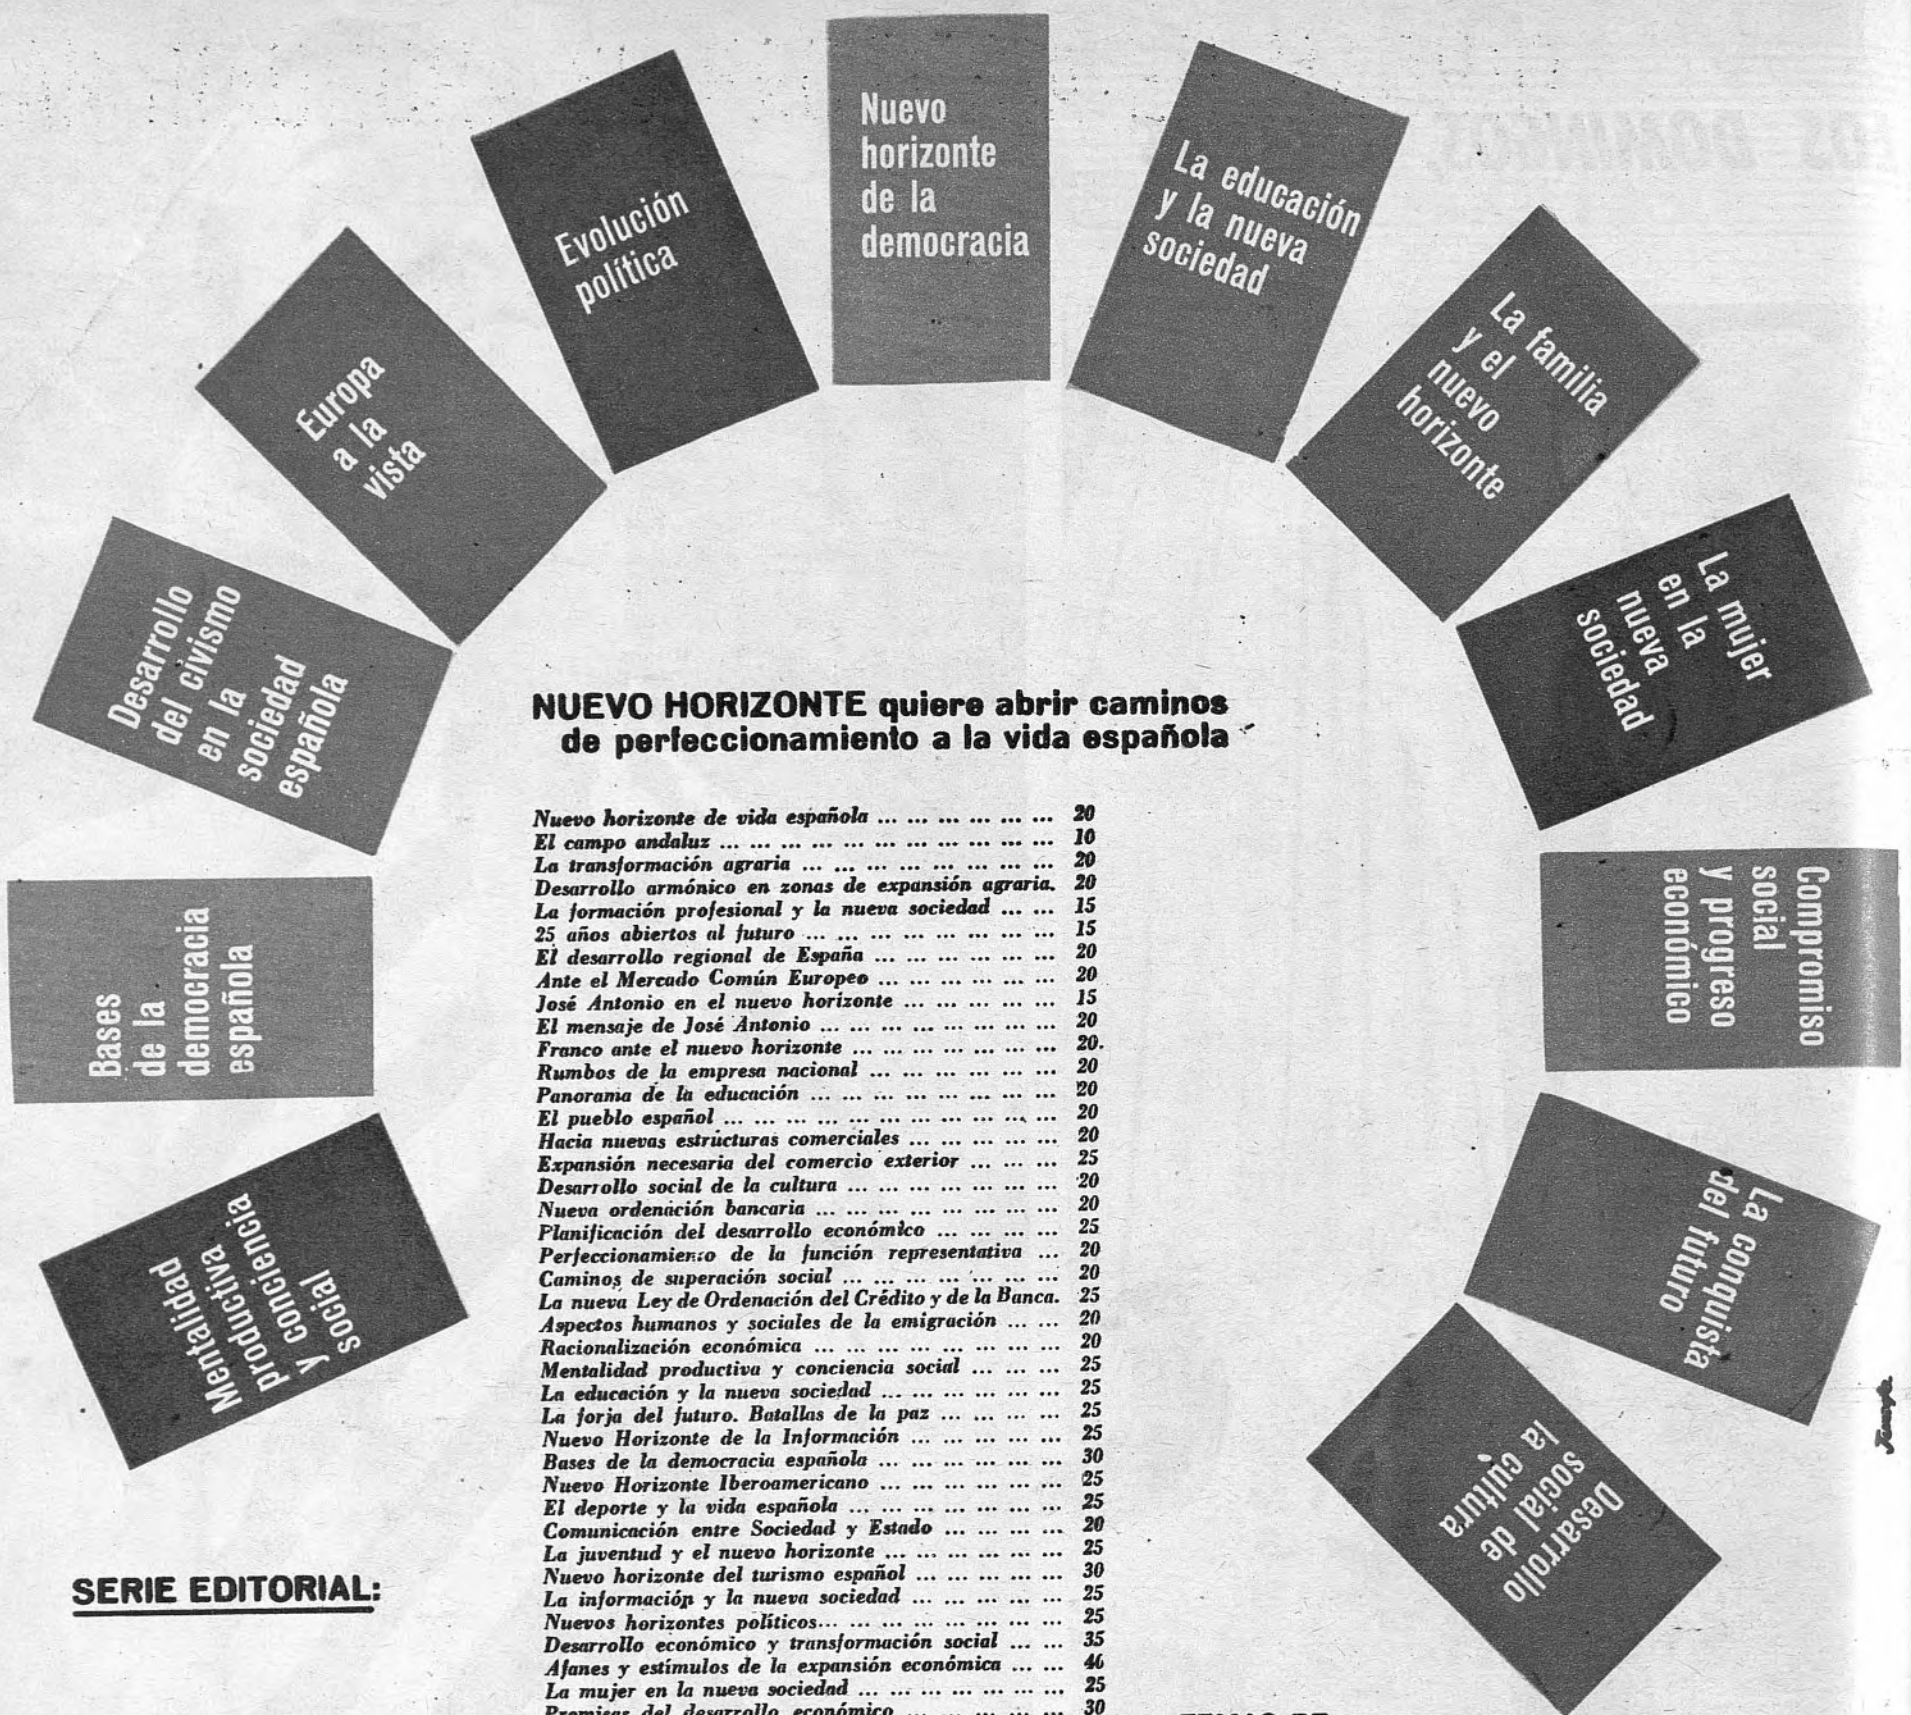 Nuevo
horizonte
de la
democracia
Evolución
política
La educación
y la nueva
sociedad
Europa
a la
vista
La familia
y el
nuevo
horizonte
Desarrollo
del civismo
en la
sociedad
española
La mujer
en la
nueva
sociedad
Bases
de la
democracia
española
Compromiso
social
y progreso
económico
Mentalidad
productiva
y conciencia
social
La conquista
del futuro
Desarrollo
social de
la cultura
NUEVO HORIZONTE quiere abrir caminos
de perfeccionamiento a la vida española
Nuevo horizonte de vida española ... ... ... ... ... ... 20
El campo andaluz ... ... ... ... ... ... ... ... ... ... ... 10
La transformación agraria ... ... ... ... ... ... ... ... 20
Desarrollo armónico en zonas de expansión agraria. 20
La formación profesional y la nueva sociedad ... ... 15
25 años abiertos al futuro ... ... ... ... ... ... ... ... 15
El desarrollo regional de España ... ... ... ... ... ... 20
Ante el Mercado Común Europeo ... ... ... ... ... ... 20
José Antonio en el nuevo horizonte ... ... ... ... ... 15
El mensaje de José Antonio ... ... ... ... ... ... ... ... 20
Franco ante el nuevo horizonte ... ... ... ... ... ... ... 20.
Rumbos de la empresa nacional ... ... ... ... ... ... 20
Panorama de la educación ... ... ... ... ... ... ... ... 20
El pueblo español ... ... ... ... ... ... ... ... ... ... ... 20
Hacia nuevas estructuras comerciales ... ... ... ... ... 20
Expansión necesaria del comercio exterior ... ... ... 25
Desarrollo social de la cultura ... ... ... ... ... ... ... 20
Nueva ordenación bancaria ... ... ... ... ... ... ... ... 20
Planificación del desarrollo económico ... ... ... ... 25
Perfeccionamiento de la función representativa ... 20
Caminos de superación social ... ... ... ... ... ... ... 20
La nueva Ley de Ordenación del Crédito y de la Banca. 25
Aspectos humanos y sociales de la emigración ... ... 20
Racionalización económica ... ... ... ... ... ... ... ... 20
Mentalidad productiva y conciencia social ... ... ... 25
La educación y la nueva sociedad ... ... ... ... ... ... 25
La forja del futuro. Batallas de la paz ... ... ... ... 25
Nuevo Horizonte de la Información ... ... ... ... ... 25
Bases de la democracia española ... ... ... ... ... ... 30
Nuevo Horizonte Iberoamericano ... ... ... ... ... ... 25
El deporte y la vida española ... ... ... ... ... ... ... 25
Comunicación entre Sociedad y Estado ... ... ... ... 20
La juventud y el nuevo horizonte ... ... ... ... ... ... 25
Nuevo horizonte del turismo español ... ... ... ... ... 30
La información y la nueva sociedad ... ... ... ... ... 25
Nuevos horizontes políticos... ... ... ... ... ... ... ... 25
Desarrollo económico y transformación social ... ... 35
Afanes y estímulos de la expansión económica ... ... 40
La mujer en la nueva sociedad ... ... ... ... ... ... ... 25
Premisas del desarrollo económico ... ... ... ... ... ... 30
SERIE EDITORIAL: